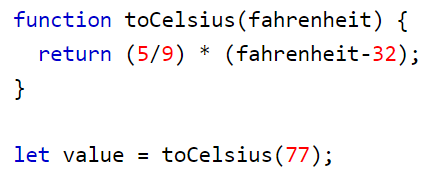 function toCelsius(fahrenheit) {
  return (5/9) * (fahrenheit-32);
}

let value = toCelsius(77);